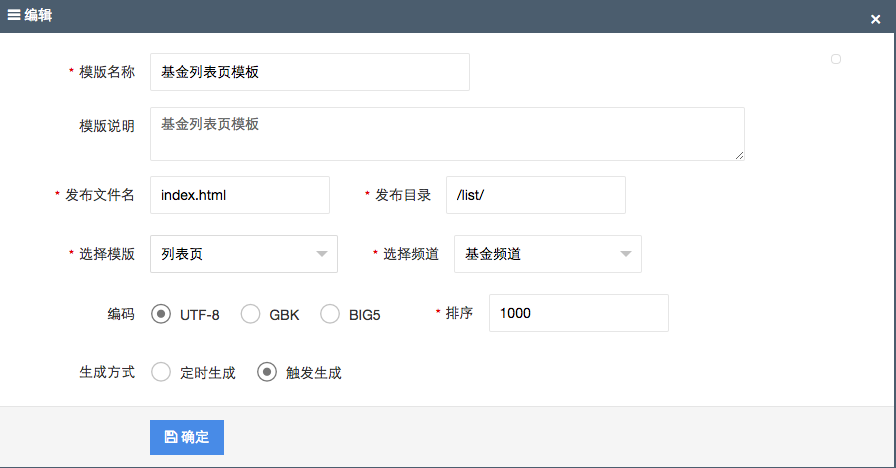 编辑
* 模版名称 基金列表页模板
模版说明 基金列表页模板
* 发布文件名 index.html * 发布目录 /list/
* 选择模版 列表页 * 选择频道 基金频道
编码 UTF-8 GBK BIG5 * 排序 1000
生成方式 定时生成 触发生成
确定